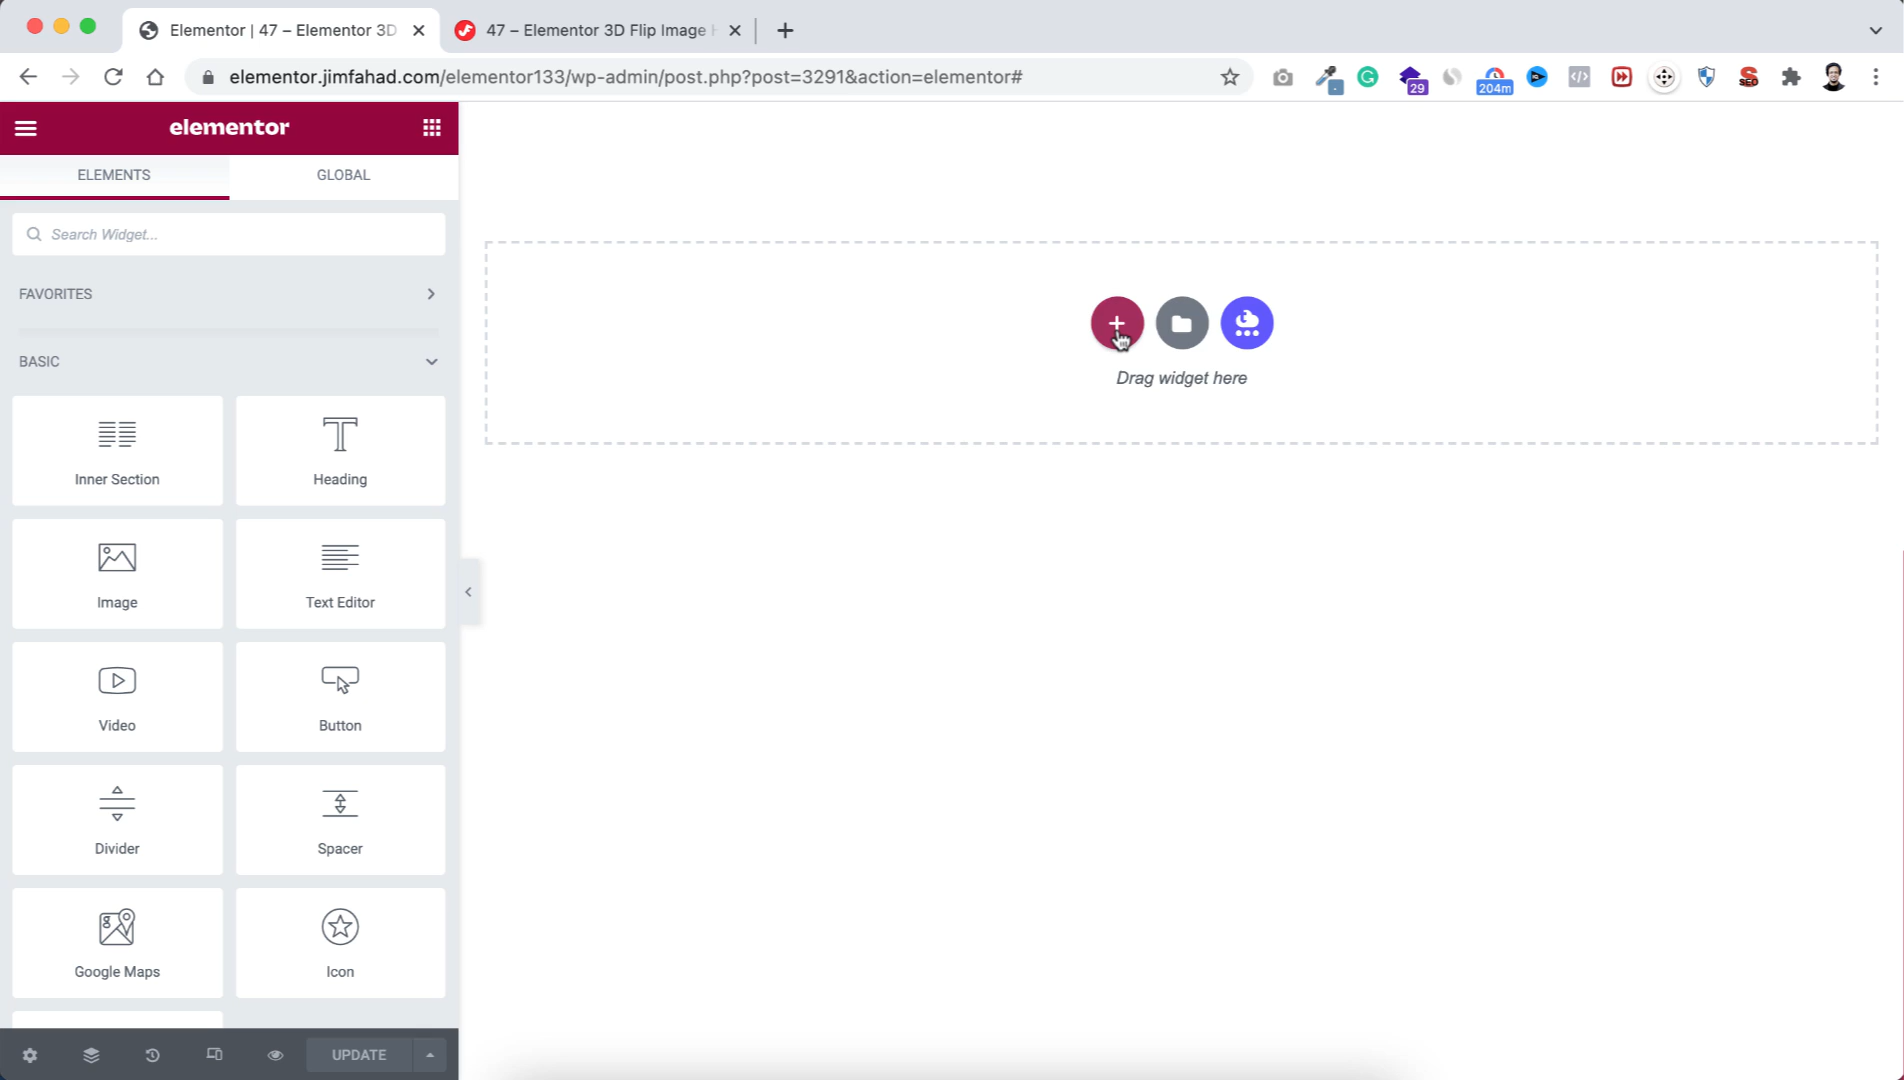 Elementor | 47 – Elementor 3D
47 – Elementor 3D Flip Image
elementor.jimfahad.com/elementor133/wp-admin/post.php?post=3291&action=elementor#
29
204m
SEO
elementor
ELEMENTS
GLOBAL
Search Widget...
FAVORITES
BASIC
Inner Section
Heading
Image
Text Editor
Video
Button
Divider
Spacer
Google Maps
Icon
UPDATE
Drag widget here